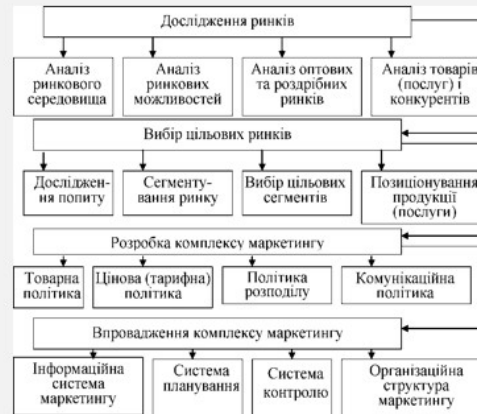 Дослідження ринків
Аналіз
ринкового
середовища
Аналіз
ринкових
можливостей
Аналіз оптових
та роздрібних
ринків
Аналіз товарів
(послуг) і
конкурентів
Вибір цільових ринків
Досліджен-
ня попиту
Сегменту-
вання ринку
Вибір цільових
сегментів
Позиціонування
продукції
(послуги)
Розробка комплексу маркетингу
Товарна
політика
Цінова (тарифна)
політика
Політика
розподілу
Комунікаційна
політика
Впровадження комплексу маркетингу
Інформаційна
система
маркетингу
Система
планування
Система
контролю
Організаційна
структура
маркетингу